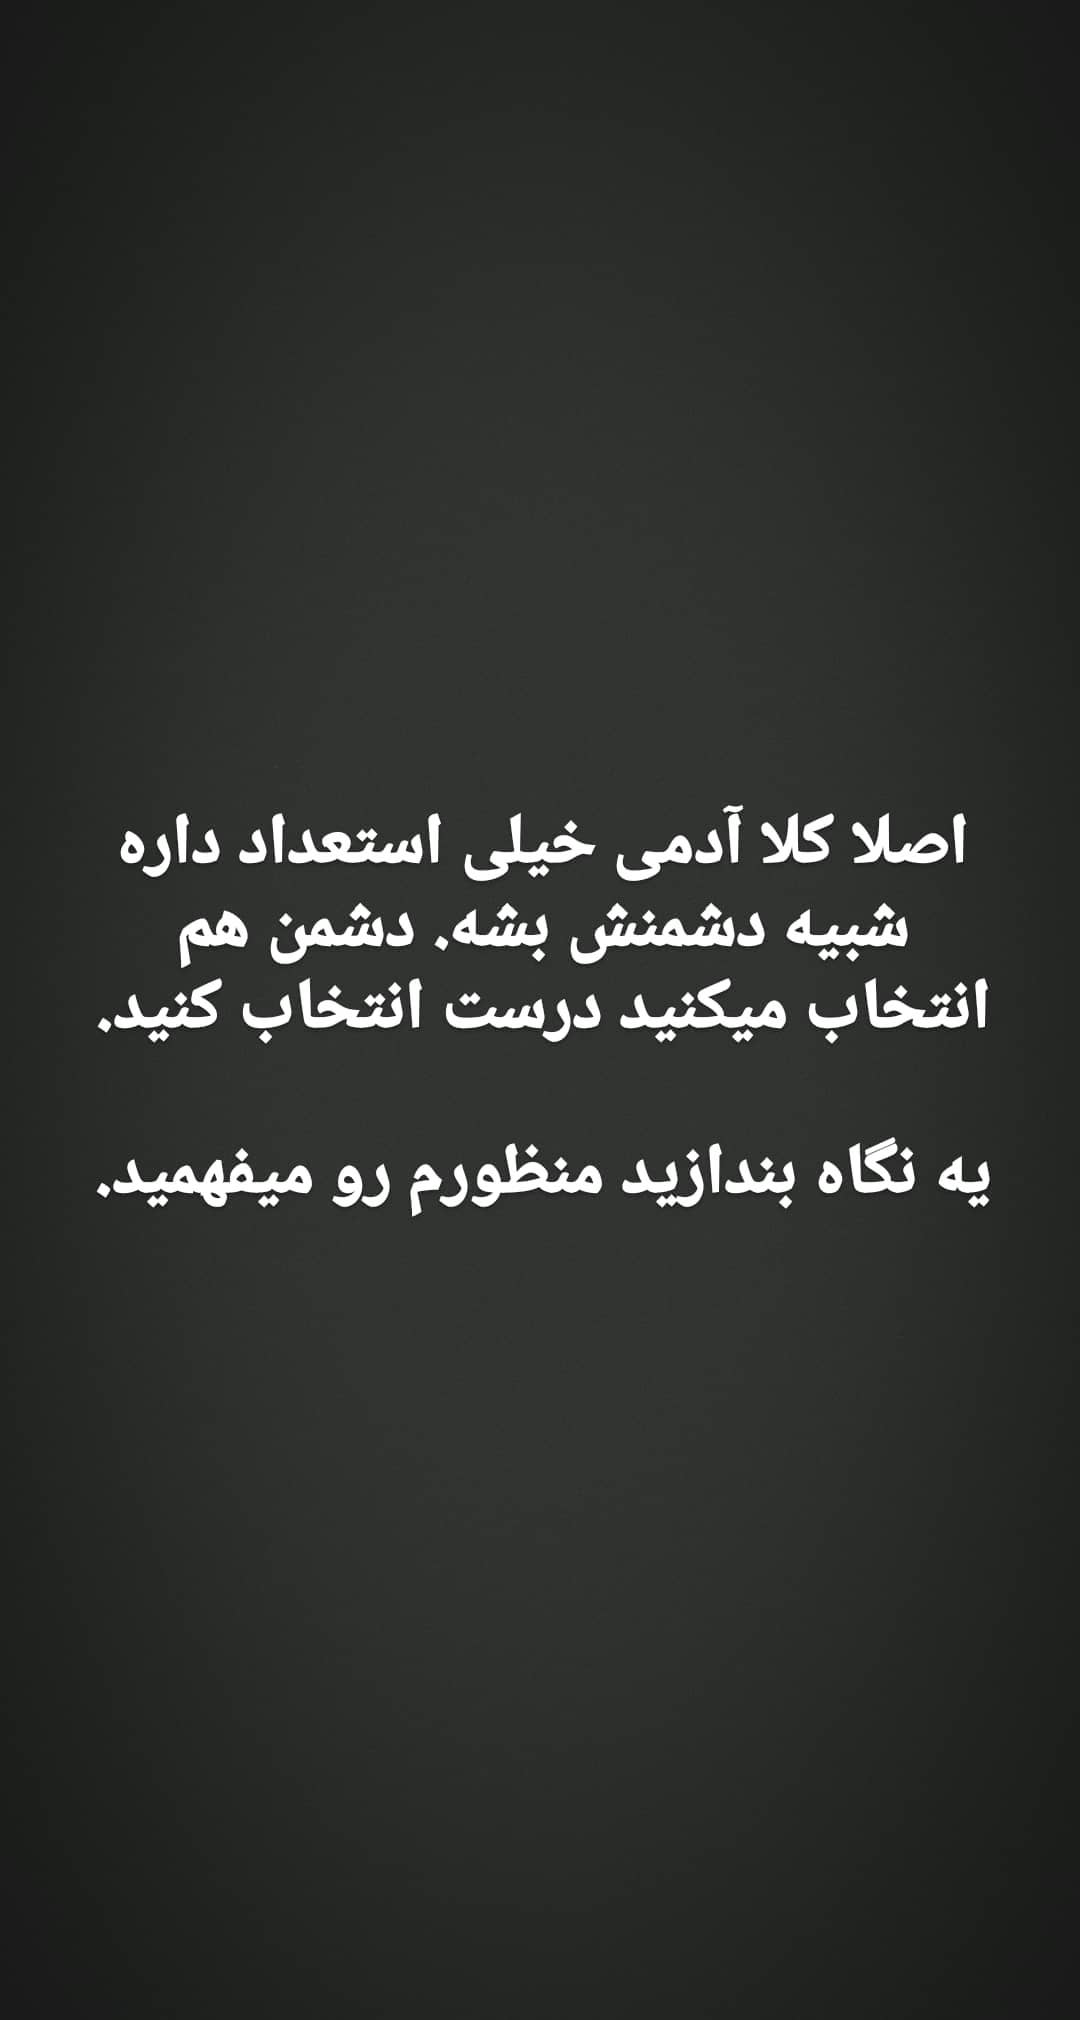 اصلا کلا آدمی خیلی استعداد داره
شبیه دشمنش بشه. دشمن هم
انتخاب میکنید درست انتخاب کنید.
یه نگاه بندازید منظورم رو میفهمید.